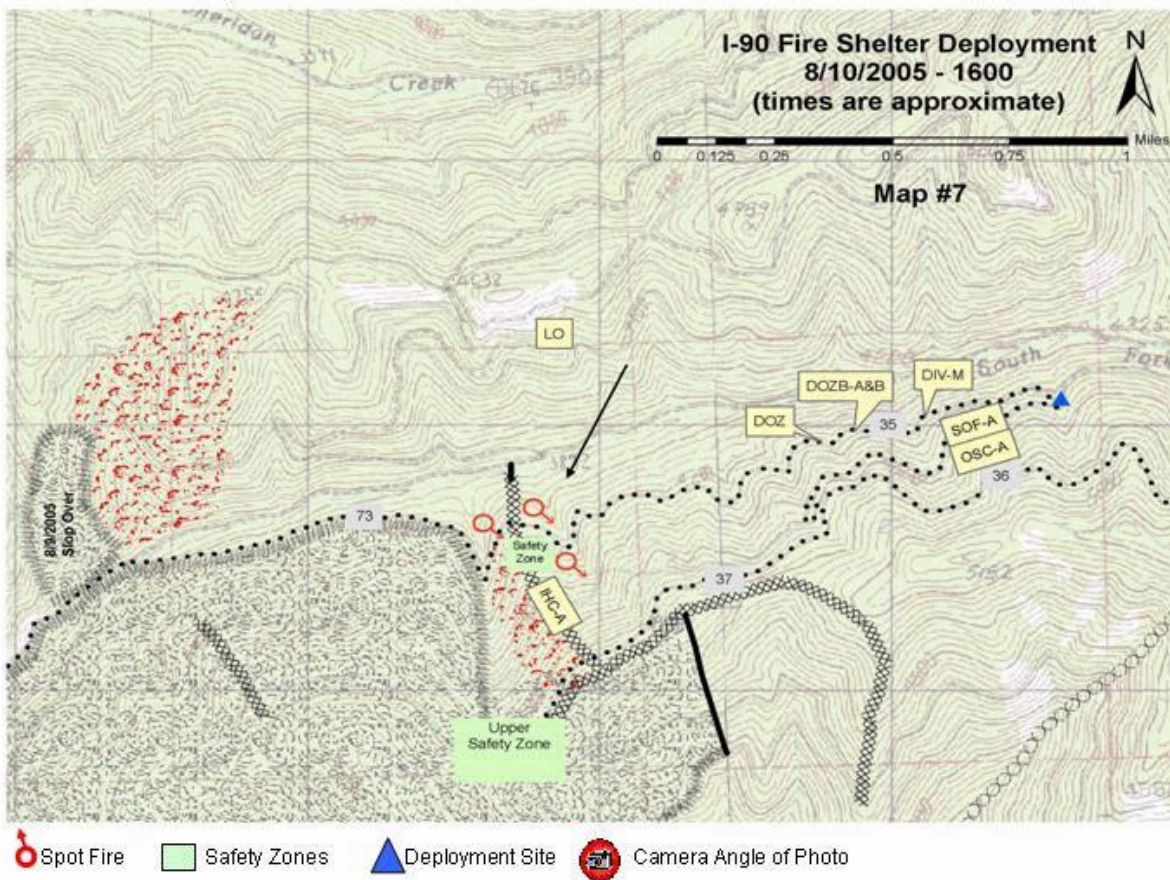 Sheridan
Creek
I-90 Fire Shelter Deployment
8/10/2005 - 1600
(times are approximate)
N
Miles
0 0.125 0.25 0.5 0.75 1
Map #7
LO
South Fork
DIV-M
DOZB-A&B
DOZ
35
SOF-A
OSC-A
36
8/9/2005
Slop Over
73
Safety
Zone
IHC-A
37
Upper
Safety Zone
Spot Fire
Safety Zones
Deployment Site
Camera Angle of Photo